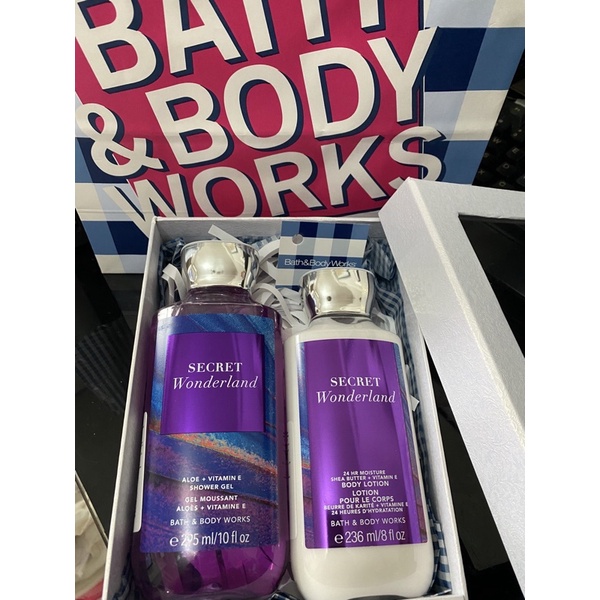 BATH
& BODY
WORKS
Bath&BodyWorks
SECRET
Wonderland
ALOE + VITAMIN E
SHOWER GEL
GEL MOUSSANT
ALOÈS + VITAMINE E
BATH & BODY WORKS
e 295 ml/10 fl oz
SECRET
Wonderland
24 HR MOISTURE
SHEA BUTTER + VITAMIN E
BODY LOTION
LOTION
POUR LE CORPS
BEURRE DE KARITÉ + VITAMINE E
24 HEURES D'HYDRATATION
BATH & BODY WORKS
e 236 ml/8 fl oz